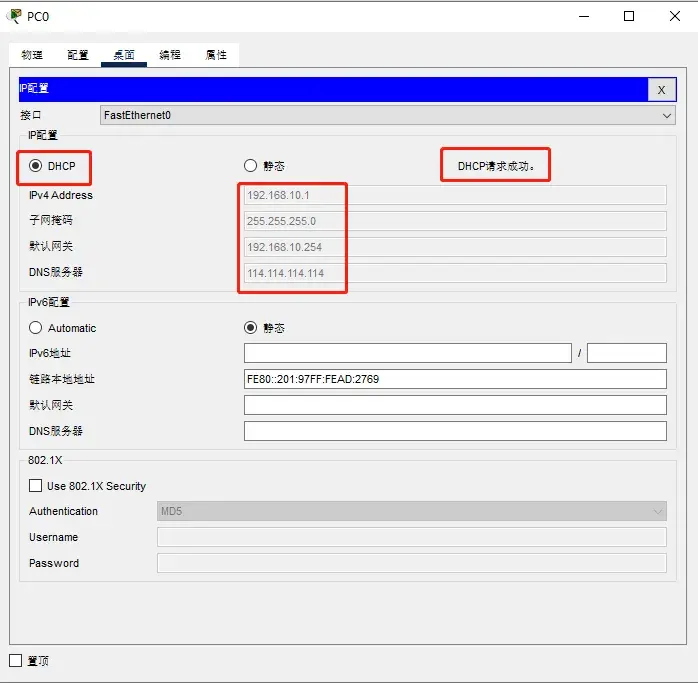 PC0
物理 配置 桌面 编程 属性
IP配置 X
接口 FastEthernet0
IP配置
DHCP 静态 DHCP请求成功。
IPv4 Address 192.168.10.1
子网掩码 255.255.255.0
默认网关 192.168.10.254
DNS服务器 114.114.114.114
IPv6配置
Automatic 静态
IPv6地址 /
链路本地地址 FE80::201:97FF:FEAD:2769
默认网关
DNS服务器
802.1X
Use 802.1X Security
Authentication MD5
Username
Password
置顶